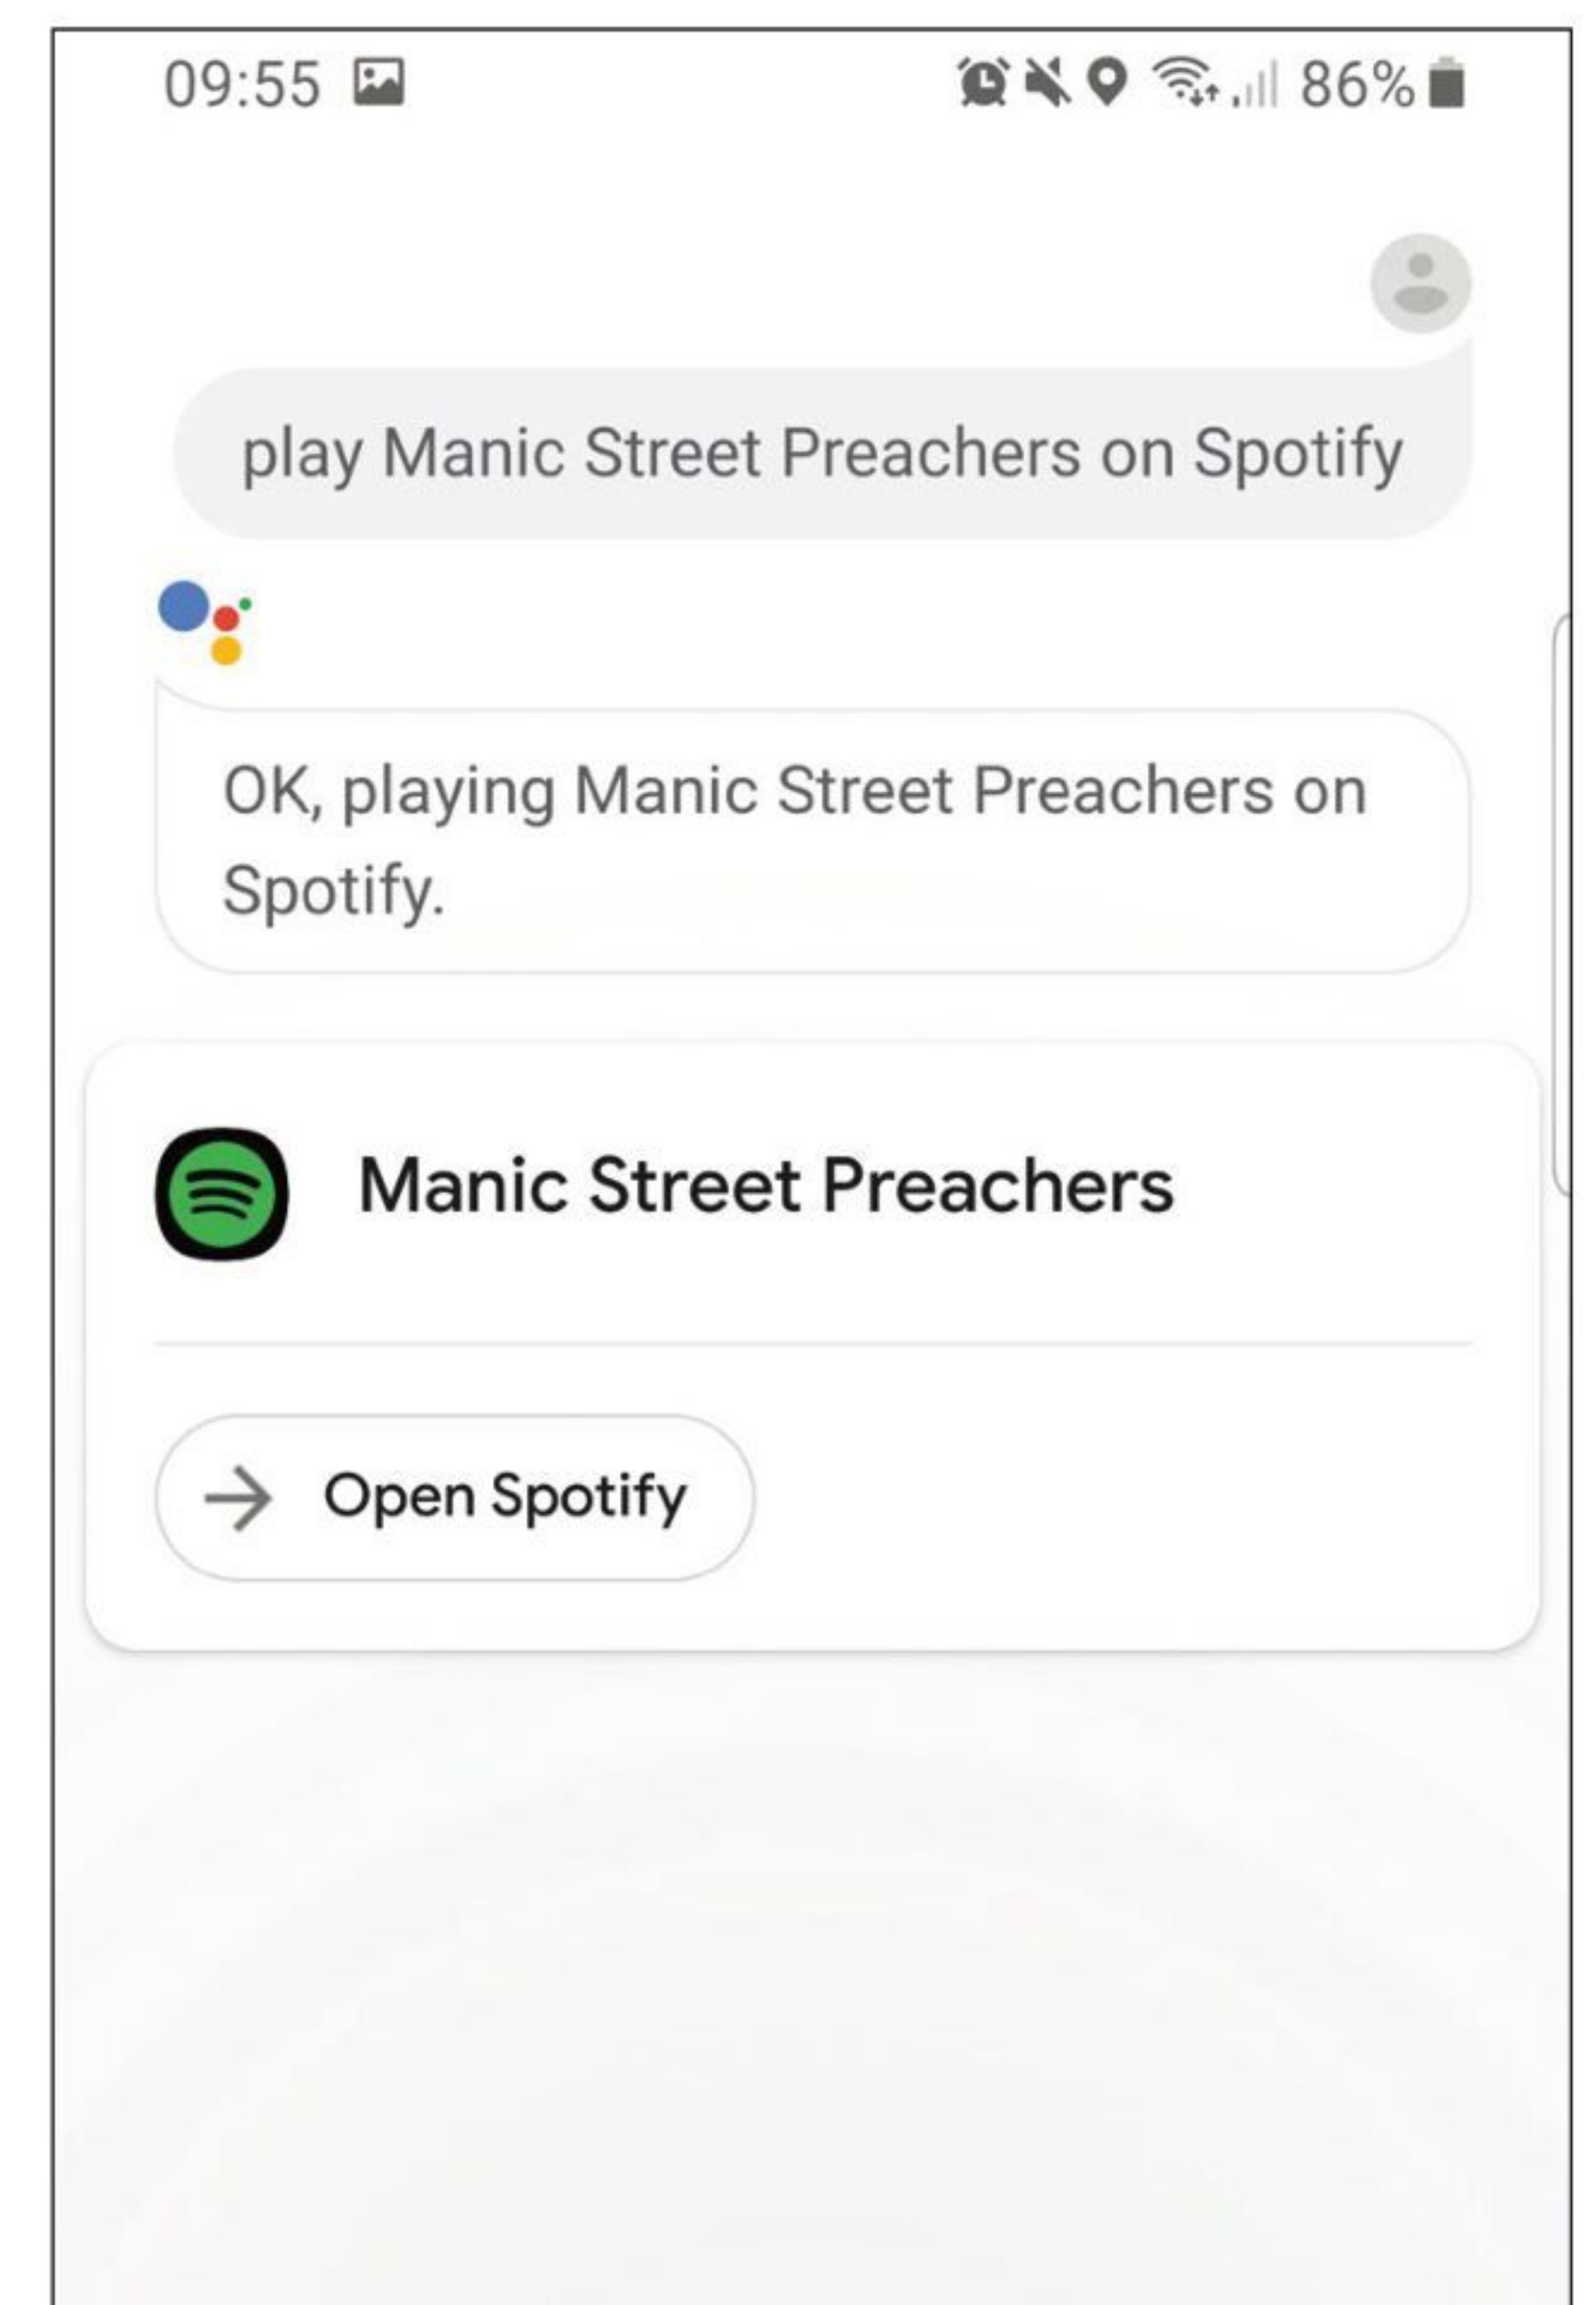 09:55 86%
play Manic Street Preachers on Spotify
OK, playing Manic Street Preachers on
Spotify.
Manic Street Preachers
Open Spotify